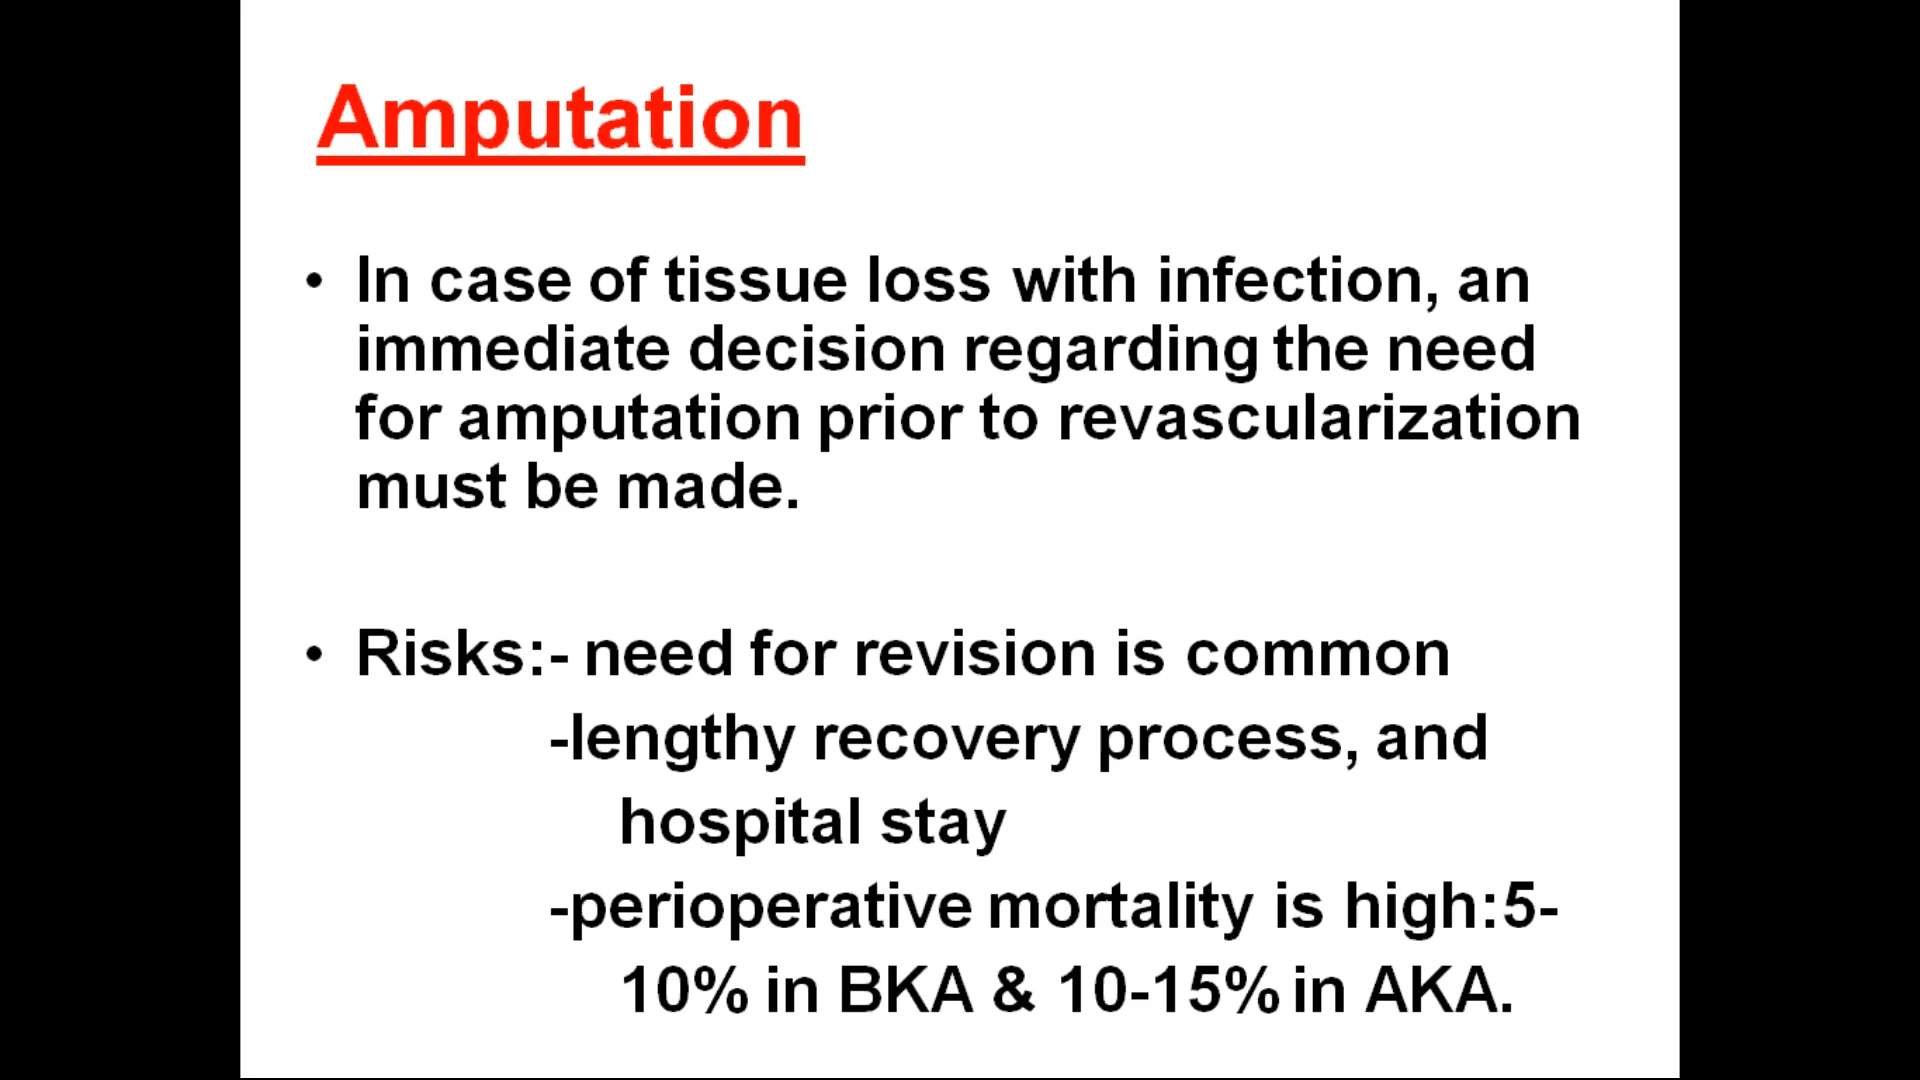 Amputation
• In case of tissue loss with infection, an
immediate decision regarding the need
for amputation prior to revascularization
must be made.
• Risks:- need for revision is common
-lengthy recovery process, and
hospital stay
-perioperative mortality is high:5-
10% in BKA & 10-15% in AKA.